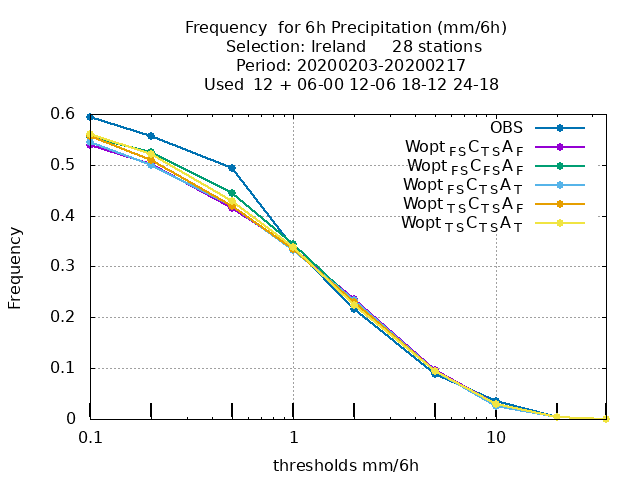 Frequency for 6h Precipitation (mm/6h)
Selection: Ireland 28 stations
Period: 20200203-20200217
Used 12 + 06-00 12-06 18-12 24-18
OBS
Wopt FS C TS A F
Wopt FS C FS A F
Wopt FS C TS A T
Wopt TS C TS A F
Wopt TS C TS A T
Frequency
0.6
0.5
0.4
0.3
0.2
0.1
0
0.1 1 10
thresholds mm/6h